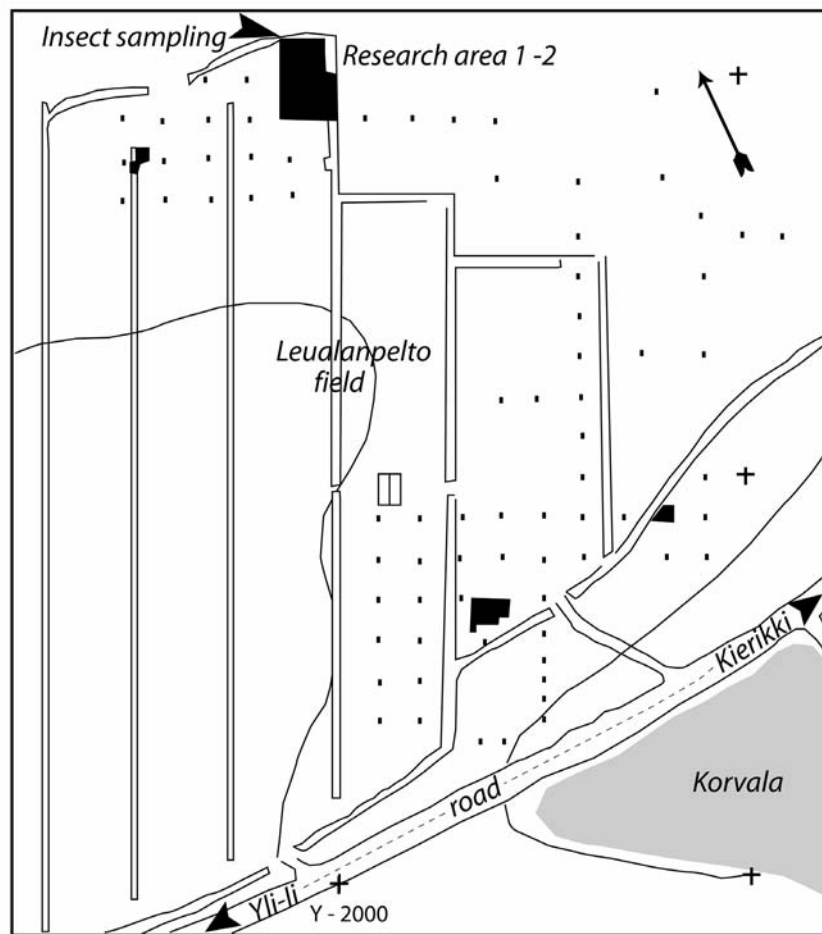 Insect sampling
Research area 1 -2
Leualanpelto
field
Kierikki
Korvala
road
Yli-Ii
Y - 2000